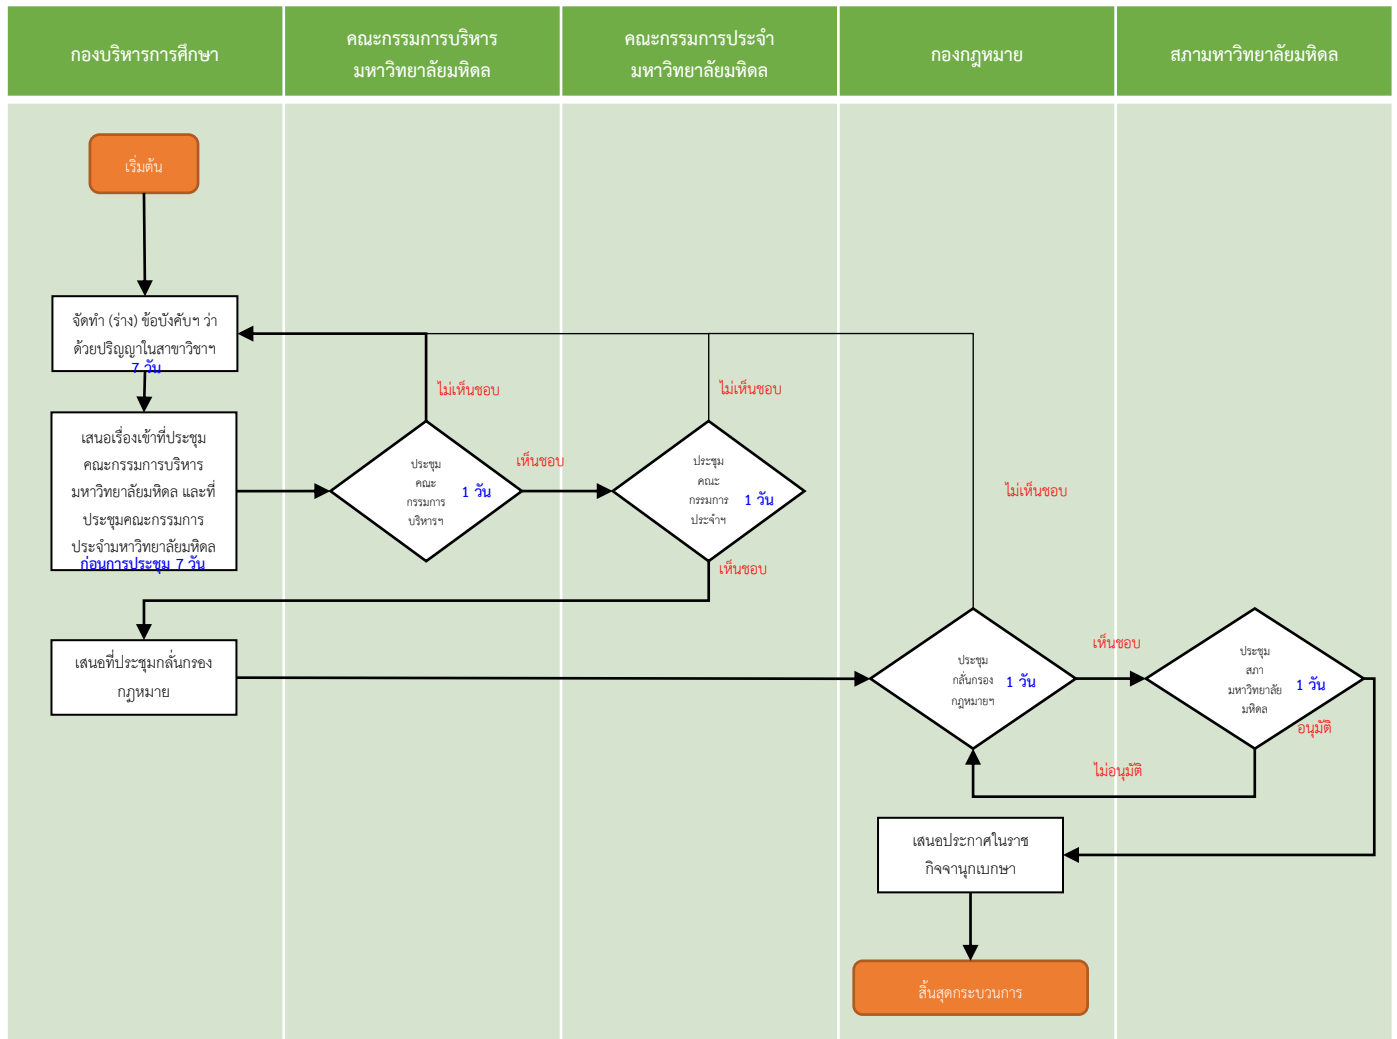 กองบริหารการศึกษา
คณะกรรมการบริหาร
มหาวิทยาลัยมหิดล
คณะกรรมการประจำ
มหาวิทยาลัยมหิดล
กองกฎหมาย
สภามหาวิทยาลัยมหิดล
เริ่มต้น
จัดทำ (ร่าง) ข้อบังคับฯ ว่า
ด้วยปริญญาในสาขาวิชาฯ
7 วัน
เสนอเรื่องเข้าที่ประชุม
คณะกรรมการบริหาร
มหาวิทยาลัยมหิดล และที่
ประชุมคณะกรรมการ
ประจำมหาวิทยาลัยมหิดล
ก่อนการประชุม 7 วัน
ไม่เห็นชอบ
ประชุม
คณะ
กรรมการ
บริหารฯ
1 วัน
เห็นชอบ
ไม่เห็นชอบ
ประชุม
คณะ
กรรมการ
ประจำฯ
1 วัน
เห็นชอบ
ไม่เห็นชอบ
เสนอที่ประชุมกลั่นกรอง
กฎหมาย
ประชุม
กลั่นกรอง
กฎหมายฯ
1 วัน
เห็นชอบ
ประชุม
สภา
มหาวิทยาลัย
มหิดล
1 วัน
อนุมัติ
ไม่อนุมัติ
เสนอประกาศในราช
กิจจานุกเบกษา
สิ้นสุดกระบวนการ